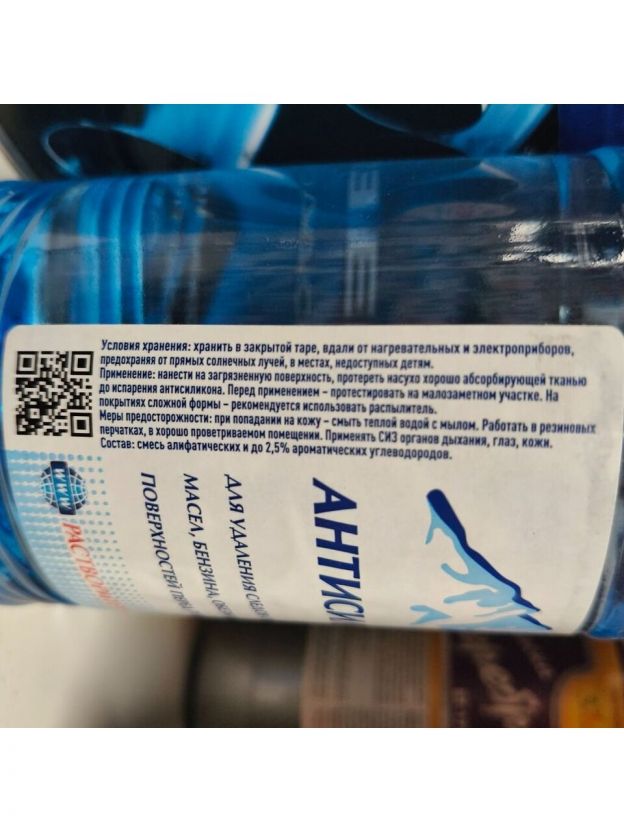 Условия хранения: хранить в закрытой таре, вдали от нагревательных и электроприборов,
предохраняя от прямых солнечных лучей, в местах, недоступных детям.
Применение: нанести на загрязненную поверхность, протереть насухо хорошо абсорбирующей тканью
до испарения антисиликона. Перед применением – протестировать на малозаметном участке. На
покрытиях сложной формы – рекомендуется использовать распылитель.
Меры предосторожности: при попадании на кожу – смыть теплой водой с мылом. Работать в резиновых
перчатках, в хорошо проветриваемом помещении. Применять СИЗ органов дыхания, глаз, кожи.
Состав: смесь алифатических и до 2,5% ароматических углеводородов.
АНТИСИ
ДЛЯ УДАЛЕНИЯ
МАСЕЛ, БЕНЗИНА,
ПОВЕРХНОСТЕЙ
WWW